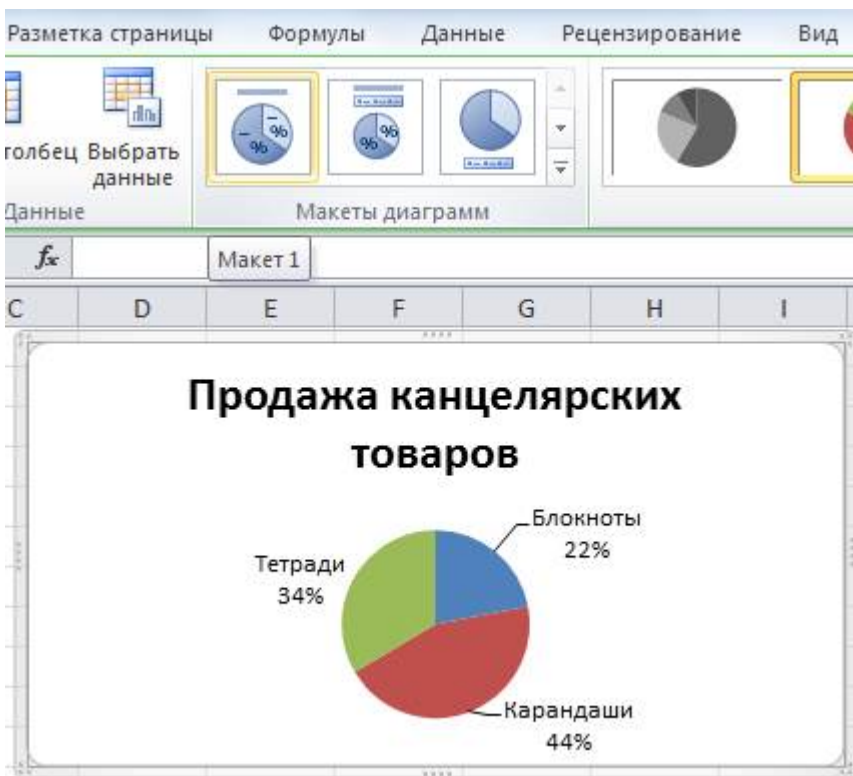 Разметка страницы Формулы Данные Рецензирование Вид
толбец Выбрать
данные
Данные Макеты диаграмм
fx Макет 1
C D E F G H I
Продажа канцелярских
товаров
Блокноты
22%
Тетради
34%
Карандаши
44%